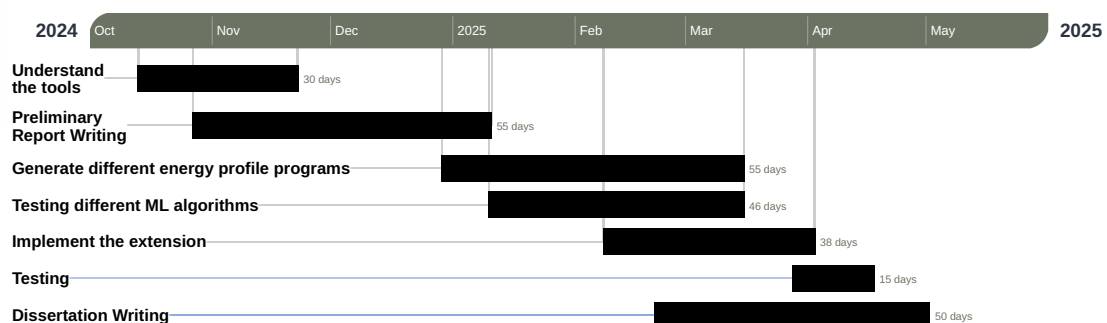 2024 Oct Nov Dec 2025 Feb Mar Apr May 2025
Understand
the tools
30 days
Preliminary
Report Writing
55 days
Generate different energy profile programs 55 days
Testing different ML algorithms 46 days
Implement the extension 38 days
Testing 15 days
Dissertation Writing 50 days